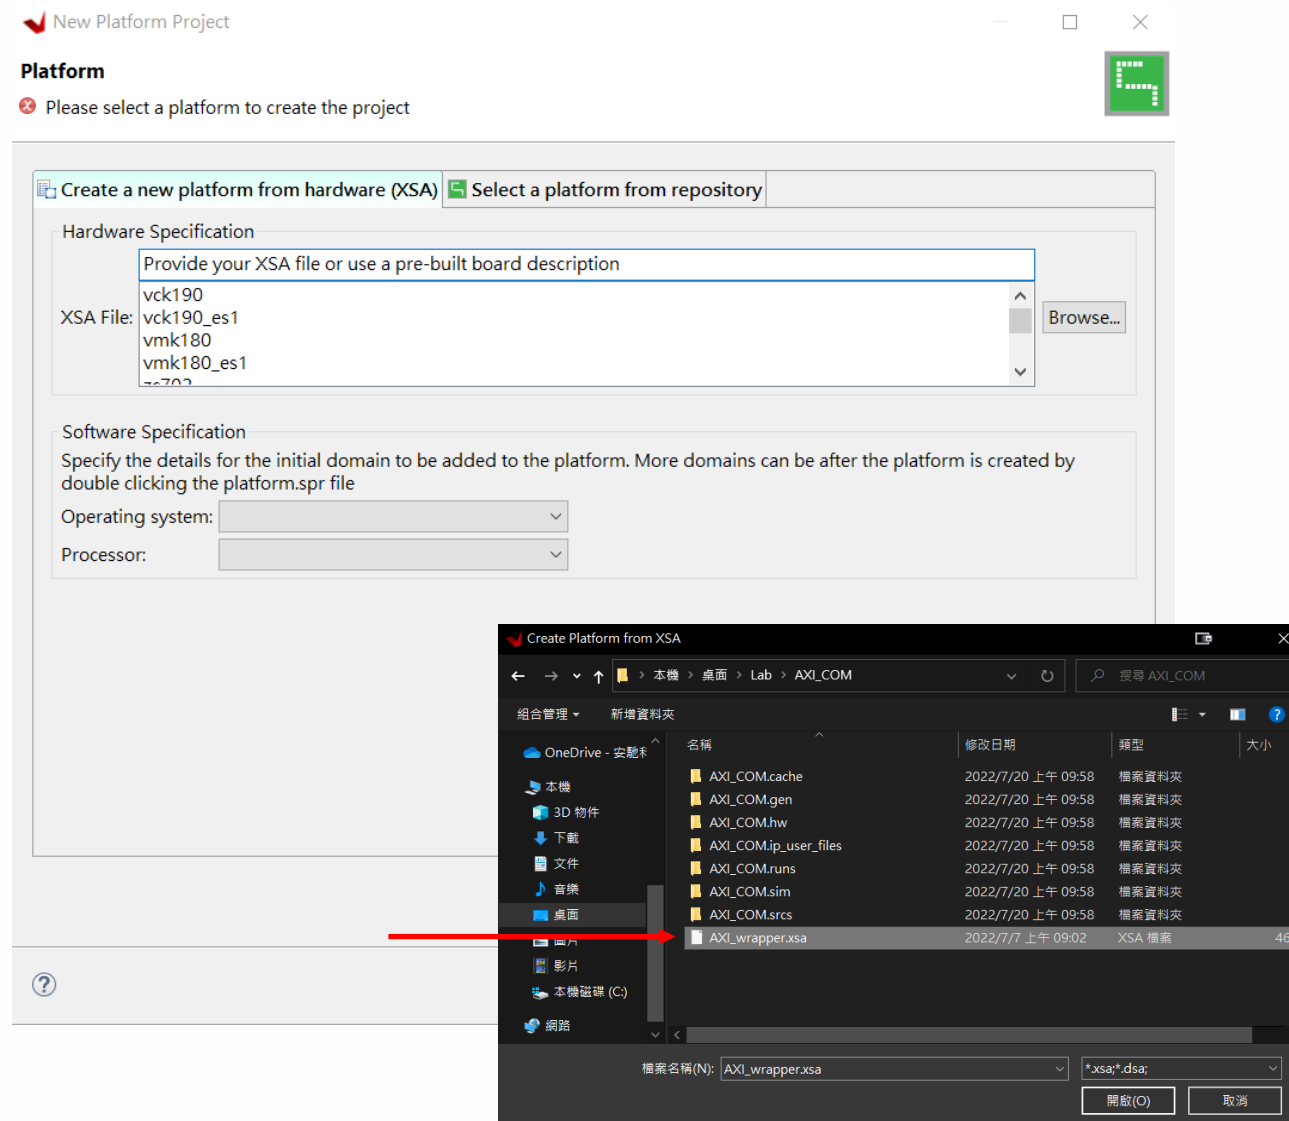 New Platform Project
Platform
Please select a platform to create the project
Create a new platform from hardware (XSA)
Select a platform from repository
Hardware Specification
Provide your XSA file or use a pre-built board description
XSA File:
vck190
vck190_es1
vmk180
vmk180_es1
zc702
Browse...
Software Specification
Specify the details for the initial domain to be added to the platform. More domains can be after the platform is created by
double clicking the platform.spr file
Operating system:
Processor:
Create Platform from XSA
本機 > 桌面 > Lab > AXI_COM
搜尋 AXI_COM
組合管理
新增資料夾
OneDrive - 安馳科
本機
3D 物件
下載
文件
音樂
桌面
圖片
影片
本機磁碟 (C:)
網路
名稱 修改日期 類型 大小
AXI_COM.cache 2022/7/20 上午 09:58 檔案資料夾
AXI_COM.gen 2022/7/20 上午 09:58 檔案資料夾
AXI_COM.hw 2022/7/20 上午 09:58 檔案資料夾
AXI_COM.ip_user_files 2022/7/20 上午 09:58 檔案資料夾
AXI_COM.runs 2022/7/20 上午 09:58 檔案資料夾
AXI_COM.sim 2022/7/20 上午 09:58 檔案資料夾
AXI_COM.srcs 2022/7/20 上午 09:58 檔案資料夾
AXI_wrapper.xsa 2022/7/7 上午 09:02 XSA 檔案 46
檔案名稱(N): AXI_wrapper.xsa
*.xsa;*.dsa;
開啟(O)
取消